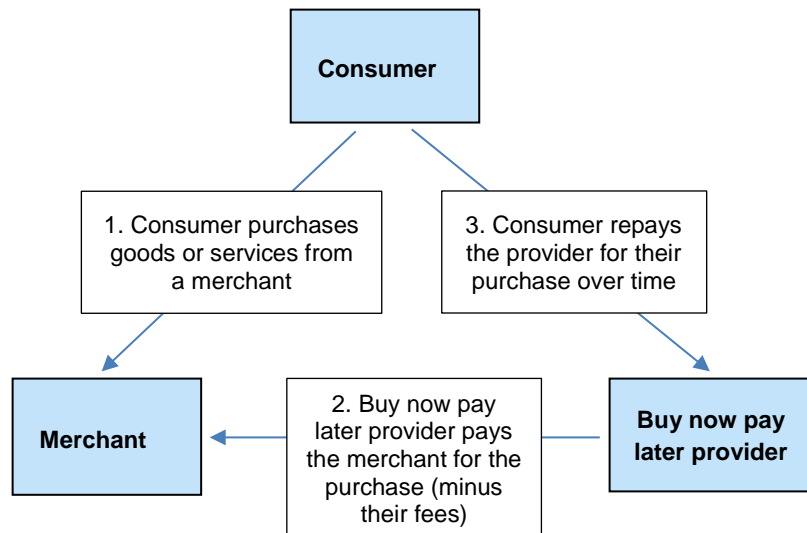 Consumer
1. Consumer purchases
goods or services from
a merchant
3. Consumer repays
the provider for their
purchase over time
Merchant
2. Buy now pay
later provider pays
the merchant for the
purchase (minus
their fees)
Buy now pay
later provider